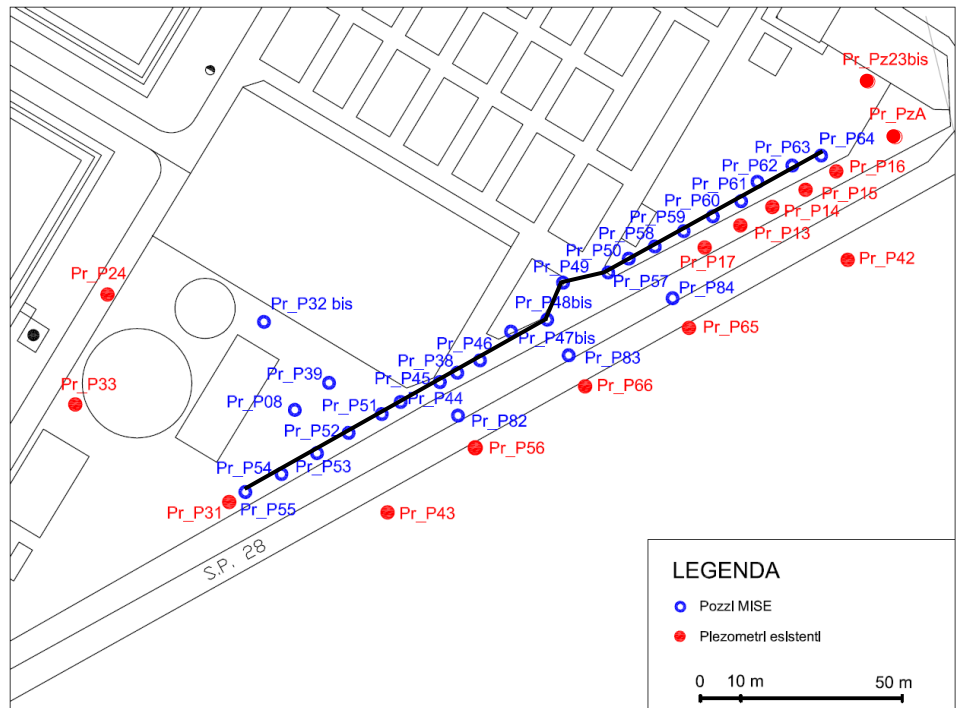 Pr_Pz23bis
Pr_PzA
Pr_P64
Pr_P63
Pr_P62
Pr_P16
Pr_P61
Pr_P15
Pr_P60
Pr_P14
Pr_P59
Pr_P13
Pr_P58
Pr_P17
Pr_P50
Pr_P42
Pr_P49
Pr_P57
Pr_P24
Pr_P84
Pr_P32 bis
Pr_P48bis
Pr_P65
Pr_P46
Pr_P47bis
Pr_P38
Pr_P83
Pr_P39
Pr_P45
Pr_P33
Pr_P66
Pr_P08
Pr_P51
Pr_P44
Pr_P82
Pr_P52
Pr_P56
Pr_P54
Pr_P53
Pr_P31
Pr_P55
Pr_P43
S.P. 28
LEGENDA
Pozzi MISE
Piezometri esistenti
0 10 m 50 m